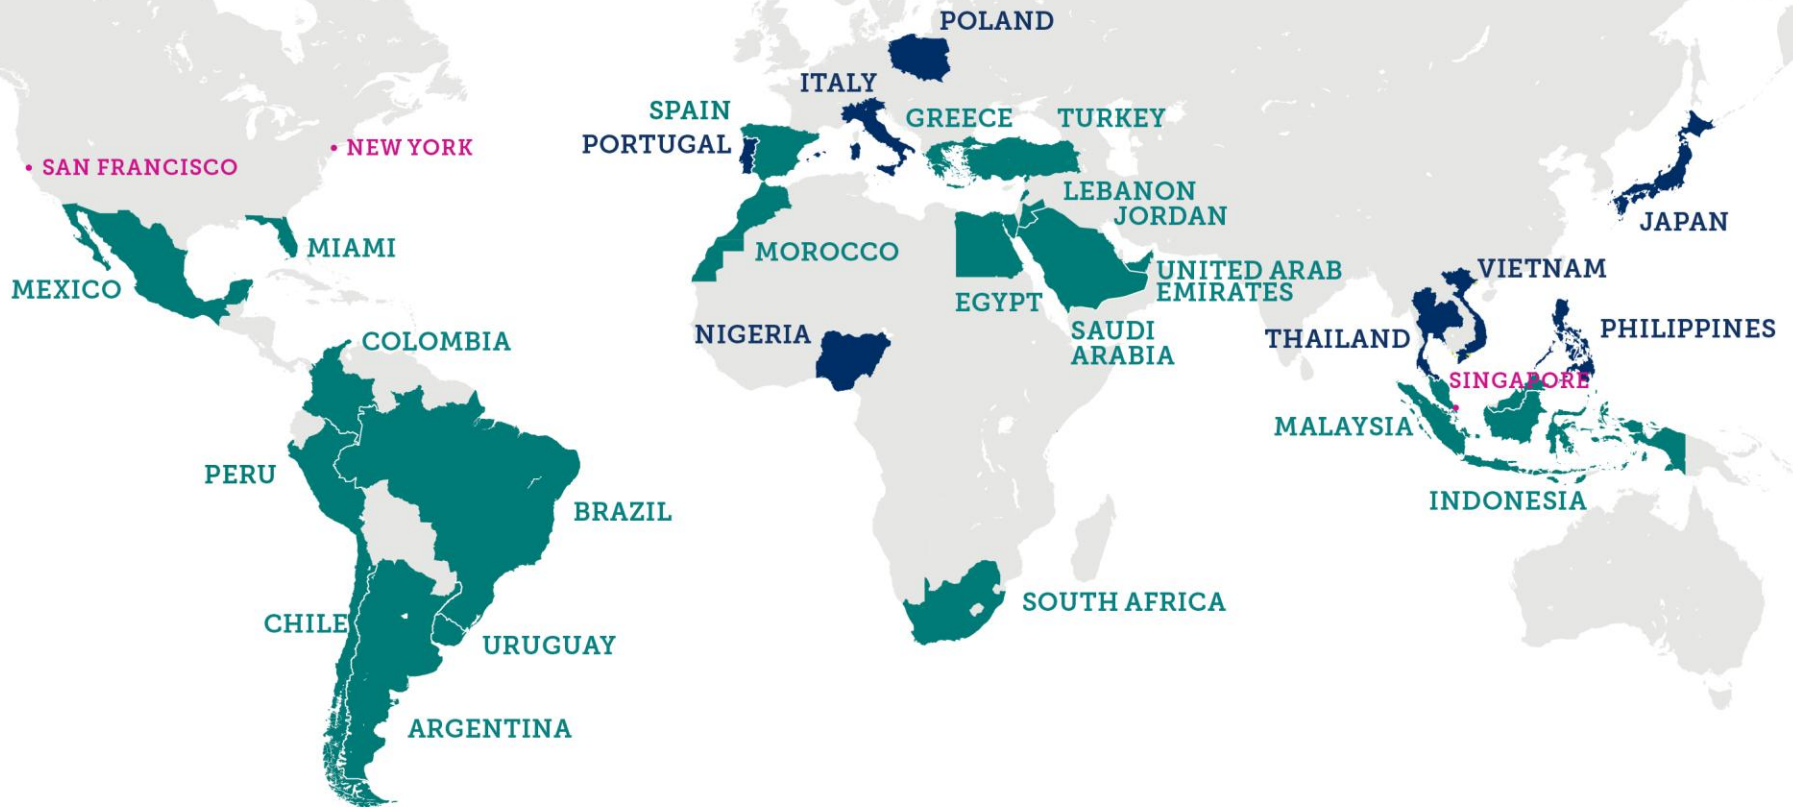 POLAND
ITALY
SPAIN
GREECE
TURKEY
PORTUGAL
NEW YORK
SAN FRANCISCO
LEBANON
JORDAN
JAPAN
MIAMI
MOROCCO
MEXICO
UNITED ARAB
EMIRATES
VIETNAM
EGYPT
NIGERIA
SAUDI
ARABIA
THAILAND
PHILIPPINES
COLOMBIA
SINGAPORE
MALAYSIA
PERU
INDONESIA
BRAZIL
SOUTH AFRICA
CHILE
URUGUAY
ARGENTINA